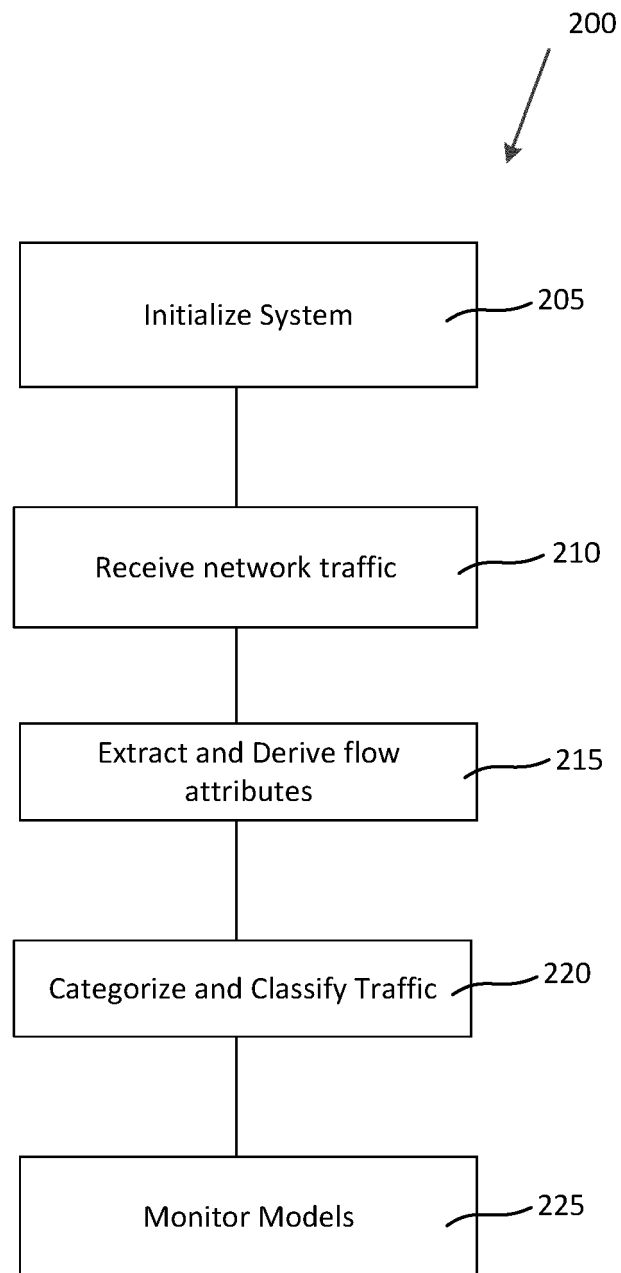 200
Initialize System
205
Receive network traffic
210
Extract and Derive flow
attributes
215
Categorize and Classify Traffic
220
Monitor Models
225